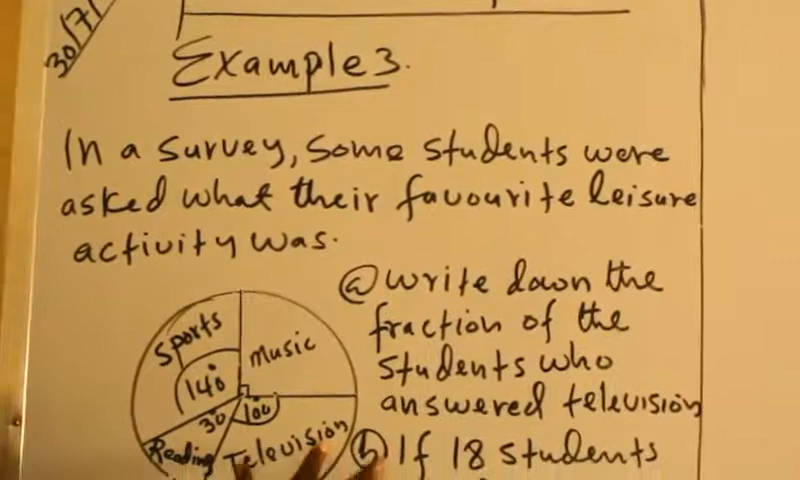 30/7/
Example 3.
In a survey, some students were
asked what their favourite leisure
activity was.
@ write down the
fraction of the
students who
answered television
(b) If 18 students
Sports
music
140°
30
100°
Reading
Television